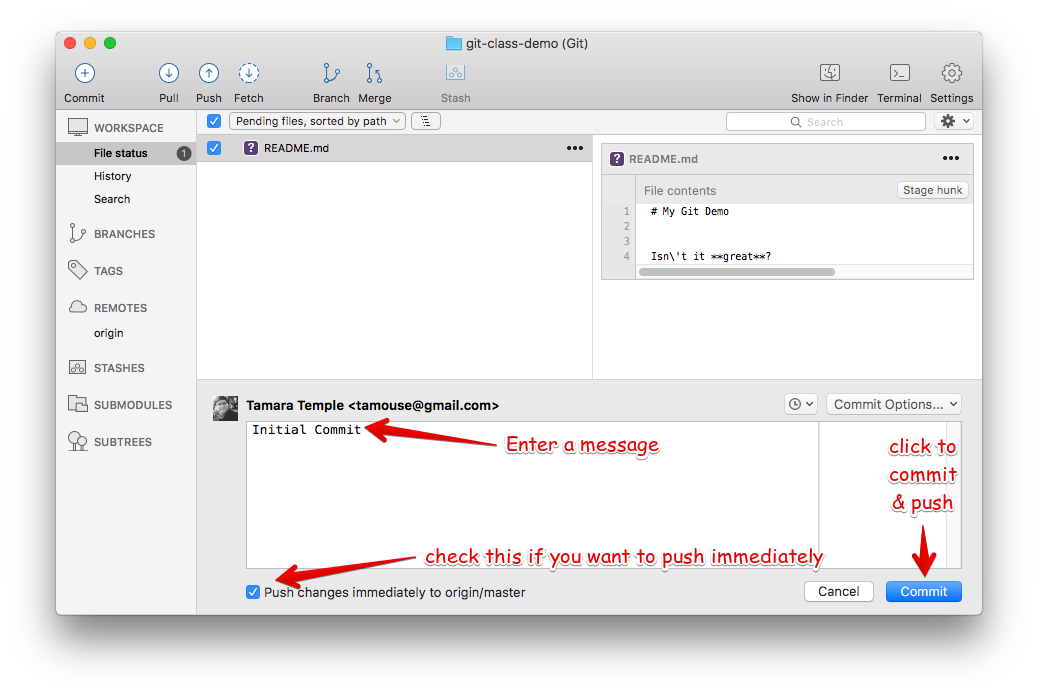 git-class-demo (Git)
Commit Pull Push Fetch Branch Merge Stash Show in Finder Terminal Settings
WORKSPACE
File status 1
History
Search
BRANCHES
TAGS
REMOTES
origin
STASHES
SUBMODULES
SUBTREES
Pending files, sorted by path
Search
? README.md •••
? README.md •••
File contents Stage hunk
1 # My Git Demo
2
3
4 Isn\'t it **great**?
Tamara Temple <tamouse@gmail.com>
Commit Options...
Initial Commit
Enter a message
click to
commit
& push
check this if you want to push immediately
Push changes immediately to origin/master
Cancel Commit